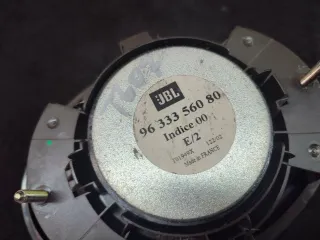 JBL
96 333 560 80
Indice 00
E/2
Made in FRANCE